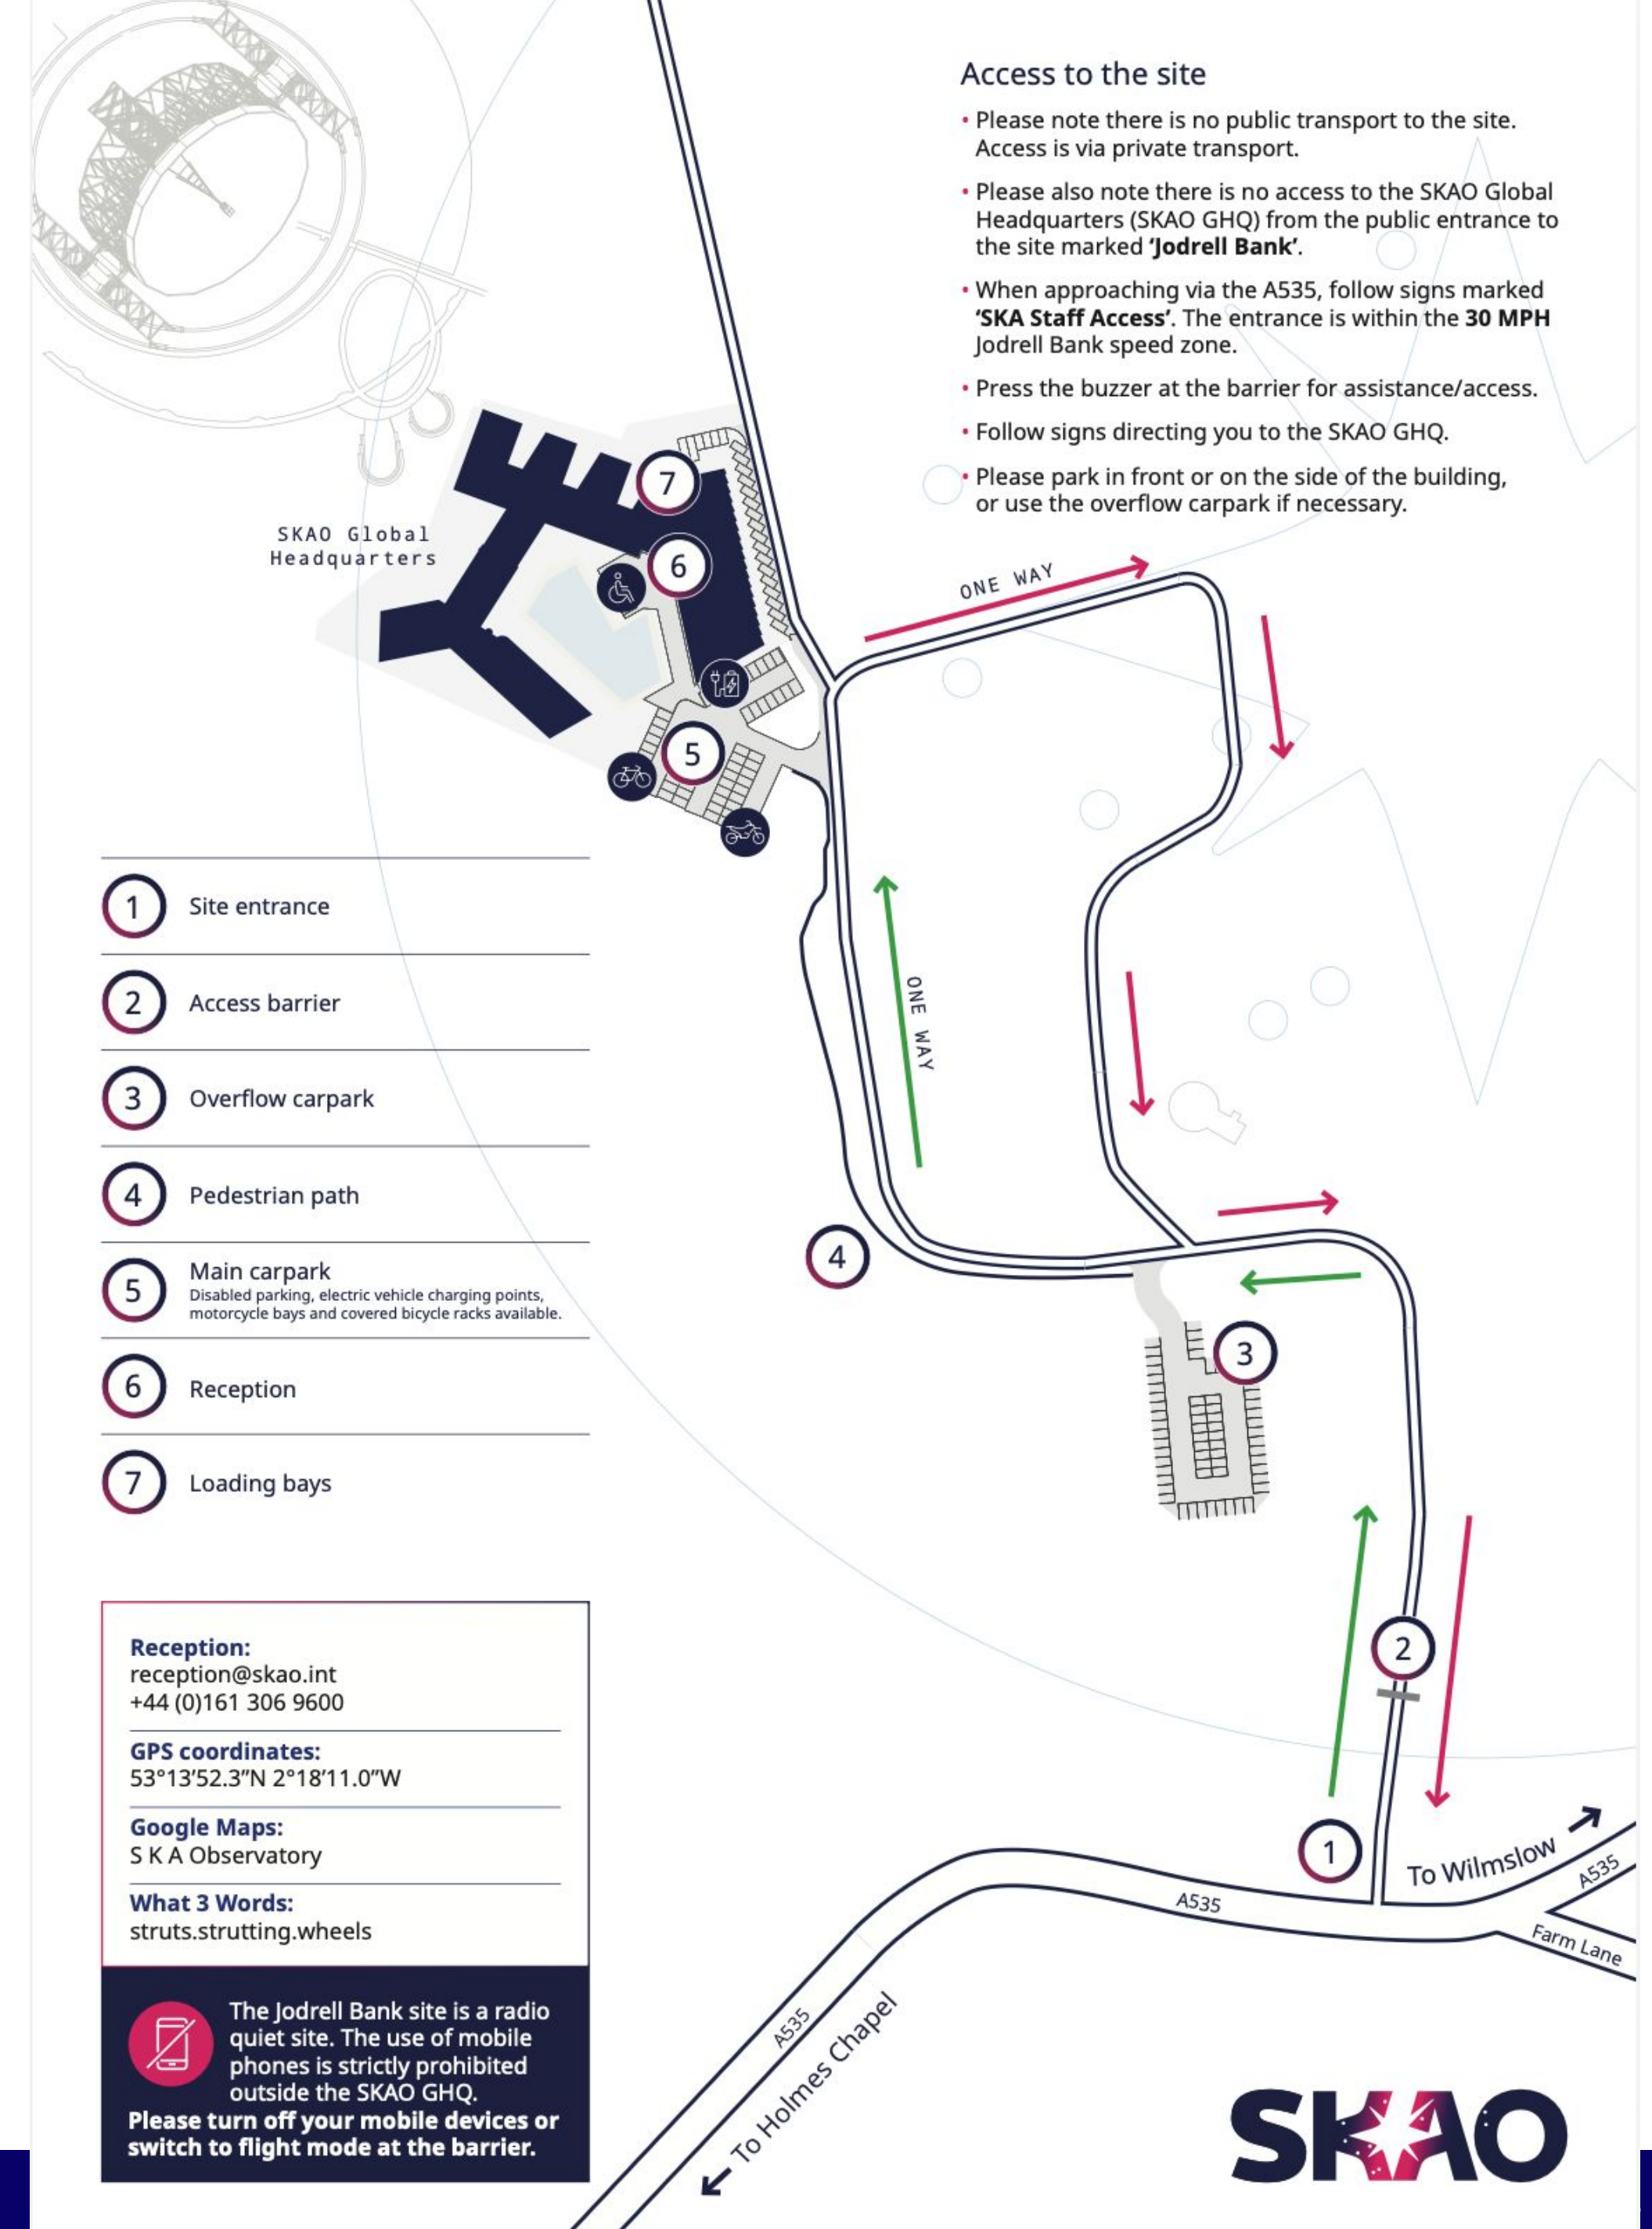 Access to the site
• Please note there is no public transport to the site.
Access is via private transport.
• Please also note there is no access to the SKAO Global
Headquarters (SKAO GHQ) from the public entrance to
the site marked ‘Jodrell Bank’.
• When approaching via the A535, follow signs marked
‘SKA Staff Access’. The entrance is within the 30 MPH
Jodrell Bank speed zone.
• Press the buzzer at the barrier for assistance/access.
• Follow signs directing you to the SKAO GHQ.
• Please park in front or on the side of the building,
or use the overflow carpark if necessary.
SKAO Global
Headquarters
7
6
5
ONE WAY
ONE WAY
4
3
2
1
1 Site entrance
2 Access barrier
3 Overflow carpark
4 Pedestrian path
5 Main carpark
Disabled parking, electric vehicle charging points,
motorcycle bays and covered bicycle racks available.
6 Reception
7 Loading bays
Reception:
reception@skao.int
+44 (0)161 306 9600
GPS coordinates:
53°13’52.3”N 2°18’11.0”W
Google Maps:
S K A Observatory
What 3 Words:
struts.strutting.wheels
The Jodrell Bank site is a radio
quiet site. The use of mobile
phones is strictly prohibited
outside the SKAO GHQ.
Please turn off your mobile devices or
switch to flight mode at the barrier.
To Wilmslow
A535
A535
Farm Lane
A535
To Holmes Chapel
SKAO